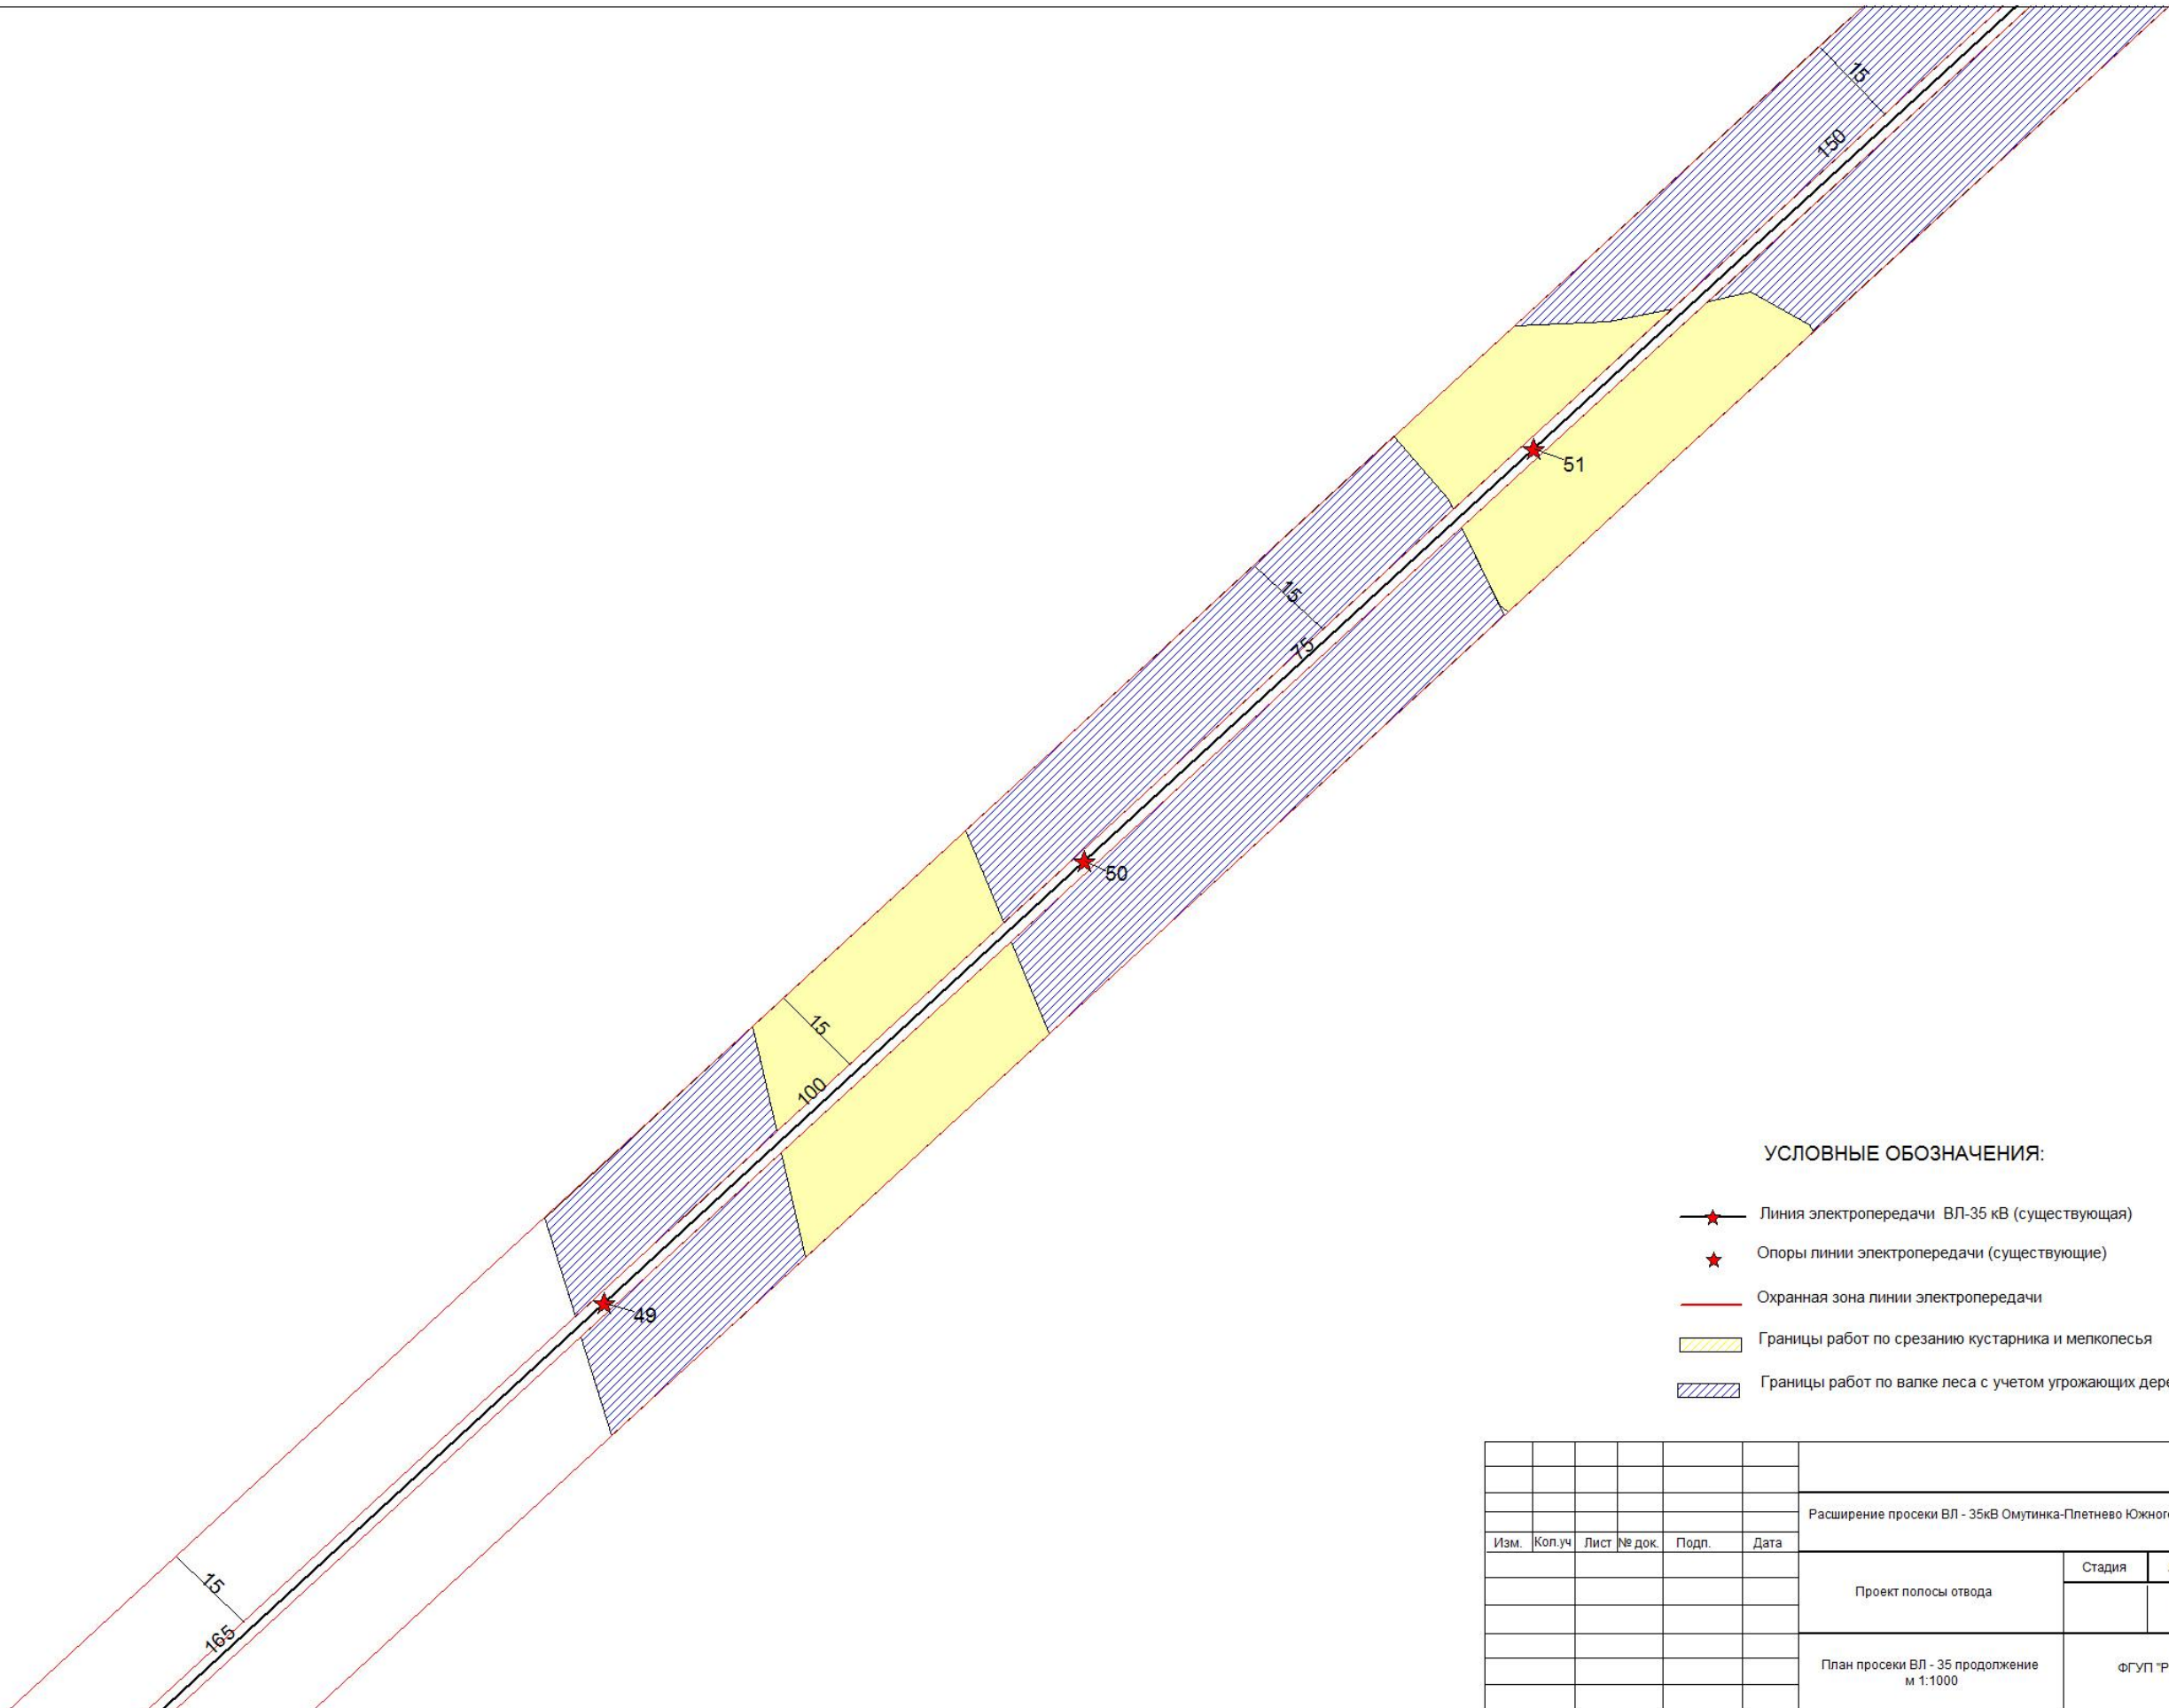 15
150
51
15
75
50
15
100
49
15
165
УСЛОВНЫЕ ОБОЗНАЧЕНИЯ:
Линия электропередачи ВЛ-35 кВ (существующая)
Опоры линии электропередачи (существующие)
Охранная зона линии электропередачи
Границы работ по срезанию кустарника и мелколесья
Границы работ по валке леса с учетом угрожающих
Расширение просеки ВЛ - 35кВ Омутинка-Плетнево
Изм. Кол.уч Лист № док. Подп. Дата
Стадия
Проект полосы отвода
План просеки ВЛ - 35 продолжение
м 1:1000
ФГУП